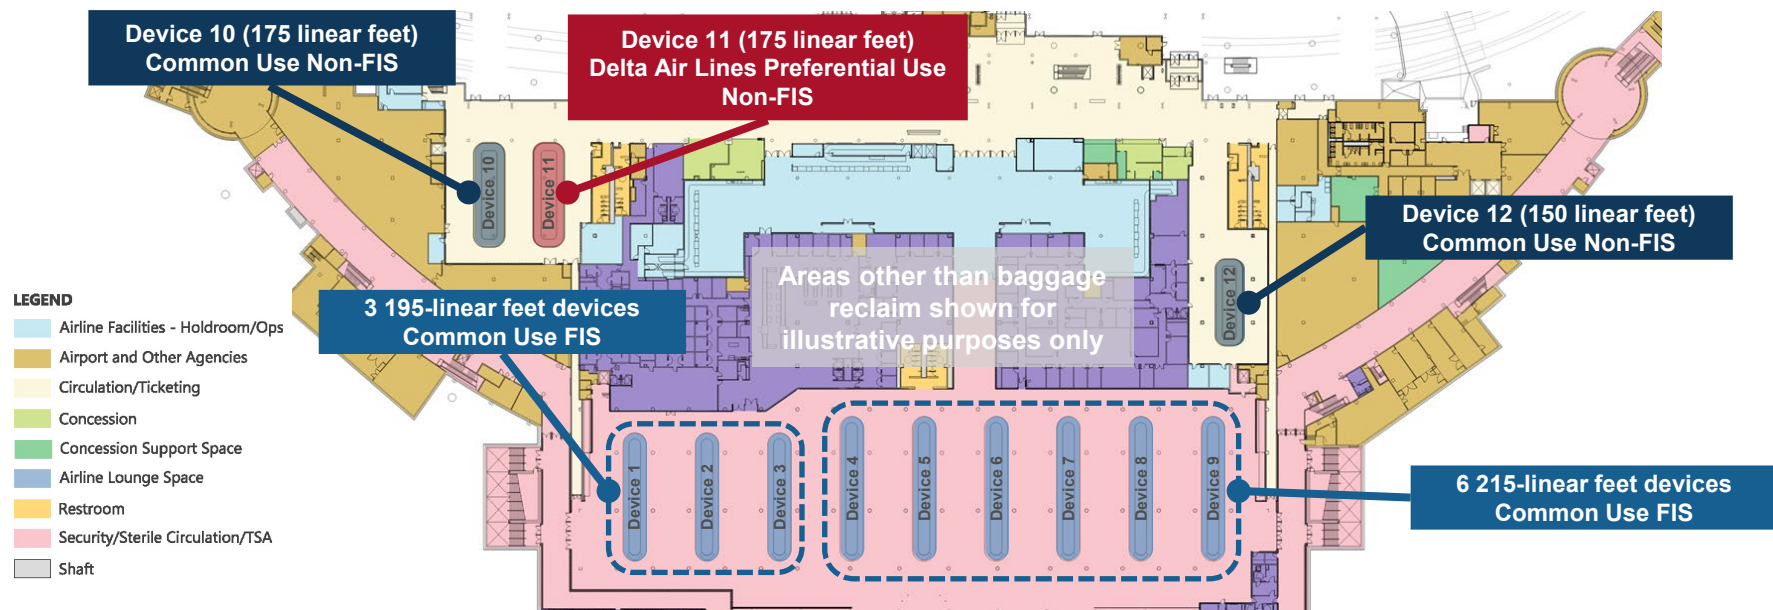 Device 10 (175 linear feet)
Common Use Non-FIS
Device 11 (175 linear feet)
Delta Air Lines Preferential Use
Non-FIS
Device 10
Device 11
Device 12 (150 linear feet)
Common Use Non-FIS
Device 12
Areas other than baggage
reclaim shown for
illustrative purposes only
3 195-linear feet devices
Common Use FIS
LEGEND
Airline Facilities - Holdroom/Ops
Airport and Other Agencies
Circulation/Ticketing
Concession
Concession Support Space
Airline Lounge Space
Restroom
Security/Sterile Circulation/TSA
Shaft
Device 1
Device 2
Device 3
Device 4
Device 5
Device 6
Device 7
Device 8
Device 9
6 215-linear feet devices
Common Use FIS